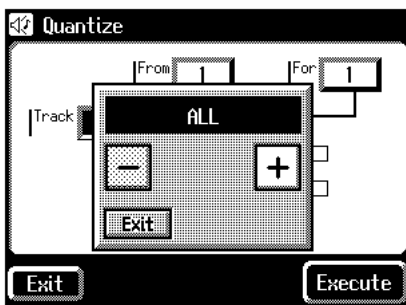 Quantize
From 1 For 1
Track
ALL
- +
Exit
Exit Execute